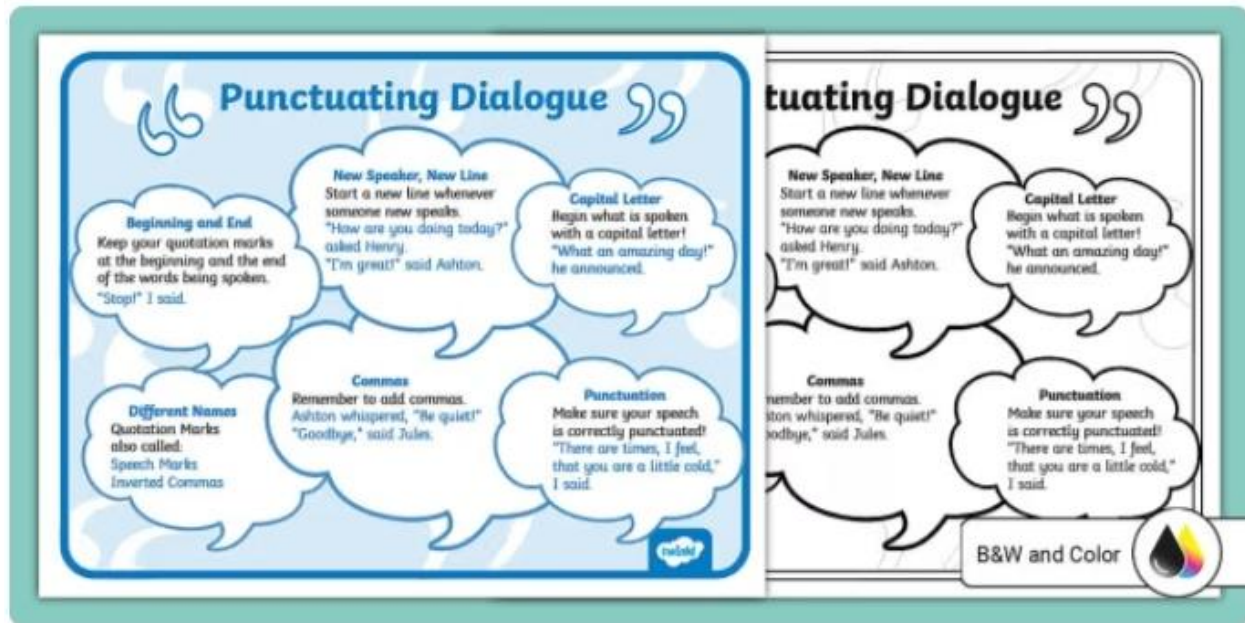 Punctuating Dialogue
Beginning and End
Keep your quotation marks
at the beginning and the end
of the words being spoken.
"Stop!" I said.
New Speaker, New Line
Start a new line whenever
someone new speaks.
"How are you doing today?"
asked Henry.
"I'm great!" said Ashton.
Capital Letter
Begin what is spoken
with a capital letter!
"What an amazing day!"
he announced.
Different Names
Quotation Marks
also called:
Speech Marks
Inverted Commas
Commas
Remember to add commas.
Ashton whispered, "Be quiet!"
"Goodbye," said Jules.
Punctuation
Make sure your speech
is correctly punctuated!
"There are times, I feel,
that you are a little cold,"
I said.
twinkl
tuating Dialogue
New Speaker, New Line
Start a new line whenever
someone new speaks.
"How are you doing today?"
asked Henry.
"I'm great!" said Ashton.
Capital Letter
Begin what is spoken
with a capital letter!
"What an amazing day!"
he announced.
Commas
member to add commas.
ton whispered, "Be quiet!"
odbye," said Jules.
Punctuation
Make sure your speech
is correctly punctuated!
"There are times, I feel,
that you are a little cold,"
I said.
B&W and Color